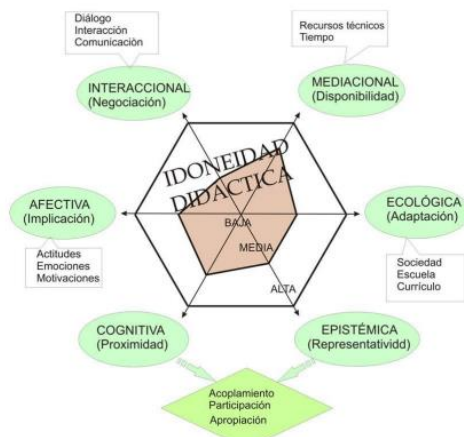 Diálogo
Interacción
Comunicación
Recursos técnicos
Tiempo
INTERACCIONAL
(Negociación)
MEDIACIONAL
(Disponibilidad)
IDONEIDAD
DIDÁCTICA
AFECTIVA
(Implicación)
ECOLÓGICA
(Adaptación)
BAJA
MEDIA
ALTA
Actitudes
Emociones
Motivaciones
Sociedad
Escuela
Currículo
COGNITIVA
(Proximidad)
EPISTÉMICA
(Representatividd)
Acoplamiento
Participación
Apropiación